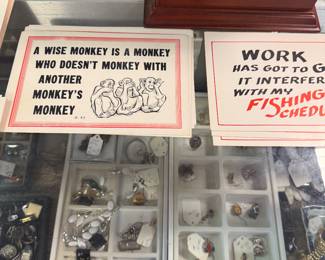 A WISE MONKEY IS A MONKEY
WHO DOESN'T MONKEY WITH
ANOTHER
MONKEY'S
MONKEY
WORK
HAS GOT TO G
IT INTERFER
WITH MY
FISHING
SCHEDU